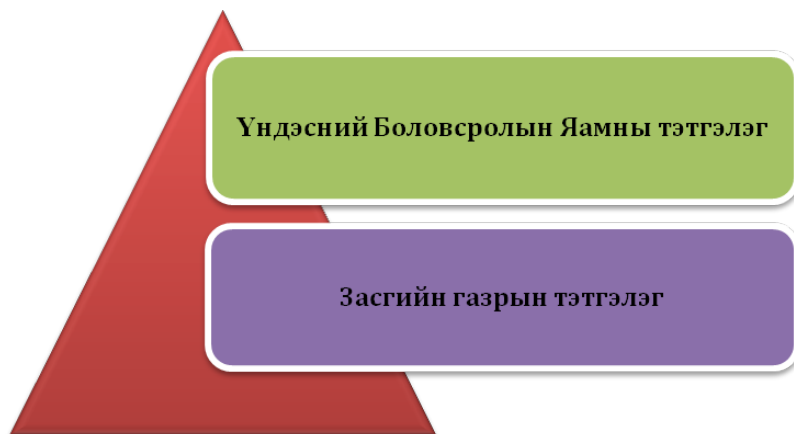 Үндэсний Боловсролын Яамны тэтгэлэг
Засгийн газрын тэтгэлэг